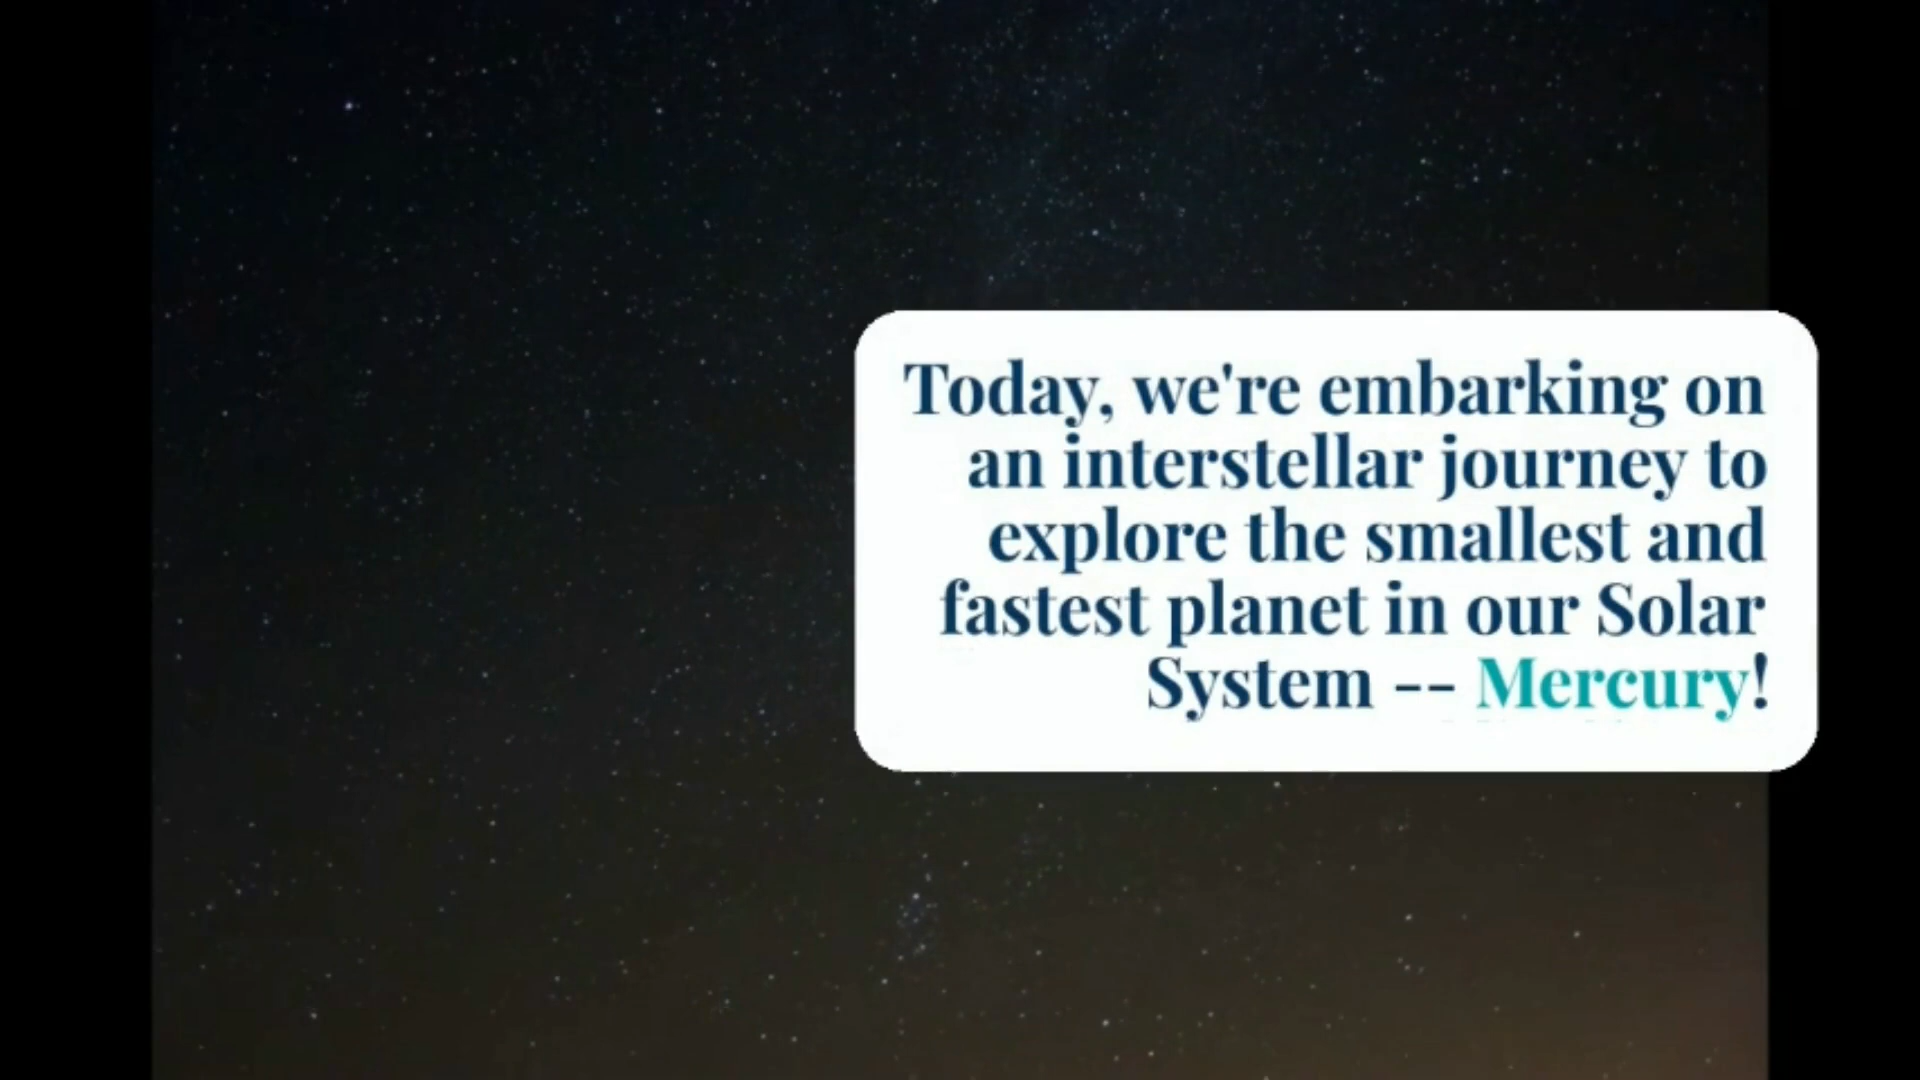 Today, we're embarking on
an interstellar journey to
explore the smallest and
fastest planet in our Solar
System -- Mercury!